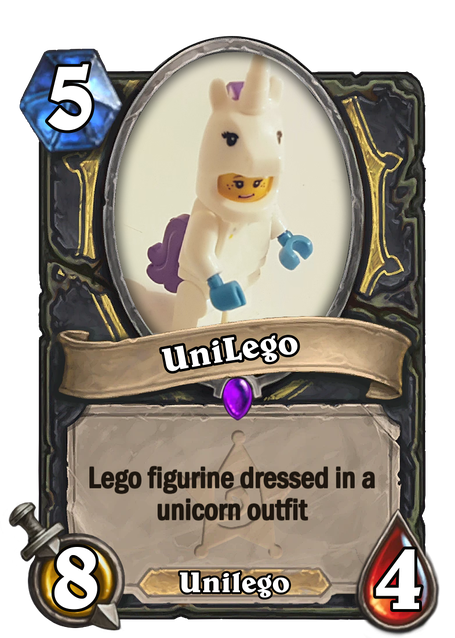 5
UniLego
Lego figurine dressed in a
unicorn outfit
8
Unilego
4